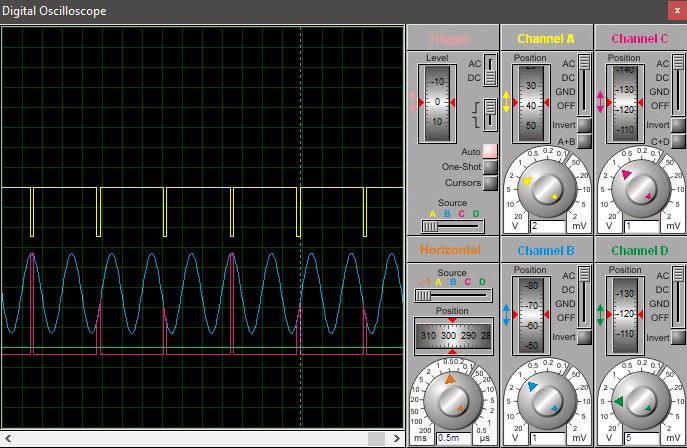 Digital Oscilloscope
x
Trigger
Level
-10
0
10
AC
DC
Auto
One-Shot
Cursors
Source
A B C D
Channel A
Position
30
40
50
AC
DC
GND
OFF
Invert
A+B
20 10 5 2 1 0.5 0.2 0.1 50 20 10 5 2
V 2 mV
Channel C
Position
-140
-130
-120
-110
AC
DC
GND
OFF
Invert
C+D
20 10 5 2 1 0.5 0.2 0.1 50 20 10 5 2
V 1 mV
Horizontal
Source
A B C D
Position
310 300 290 28
200 100 50 20 10 5 2 1 0.5 0.2 0.1 50 20 10 5 2 1 0.5
ms 0.5m µs
Channel B
Position
-80
-70
-60
-50
AC
DC
GND
OFF
Invert
20 10 5 2 1 0.5 0.2 0.1 50 20 10 5 2
V 1 mV
Channel D
Position
-130
-120
-110
AC
DC
GND
OFF
Invert
20 10 5 2 1 0.5 0.2 0.1 50 20 10 5 2
V 5 mV